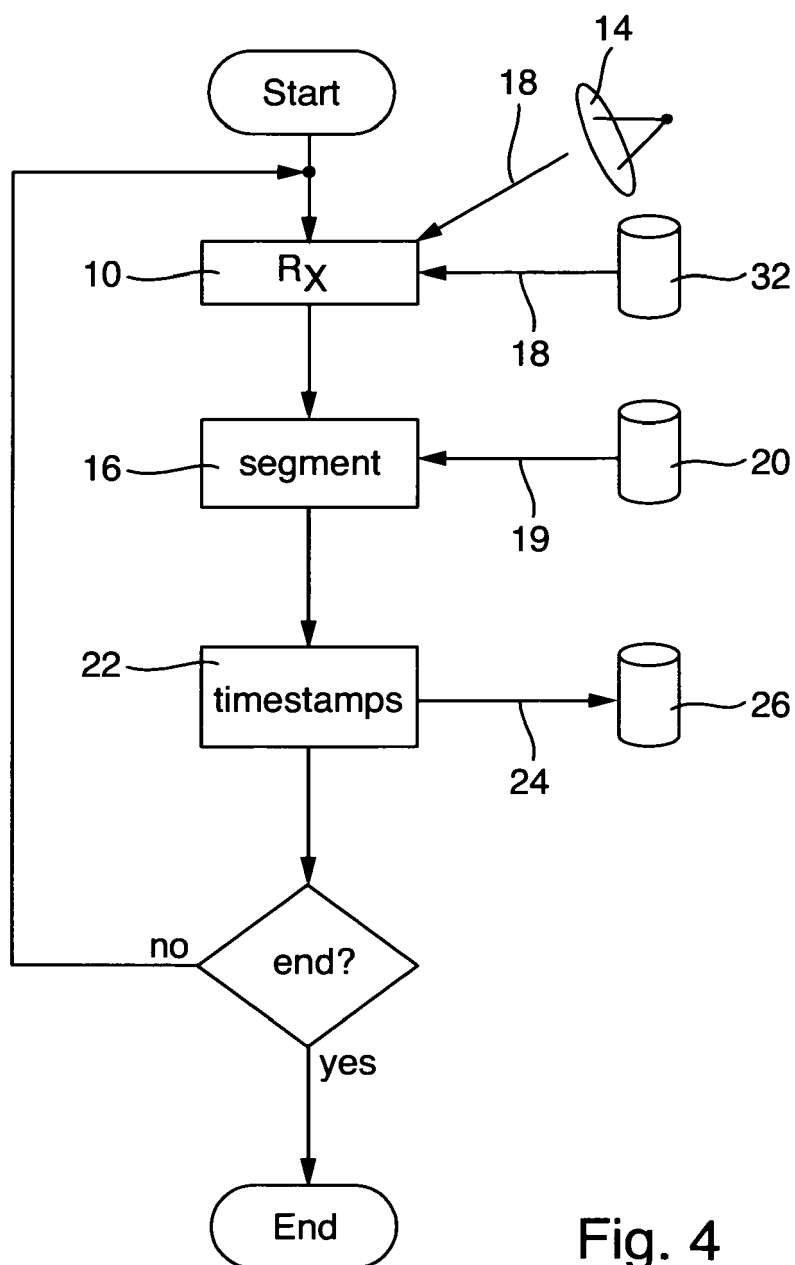 14
18
Start
10
RX
32
18
16
segment
20
19
22
timestamps
26
24
no
end?
yes
End
Fig. 4